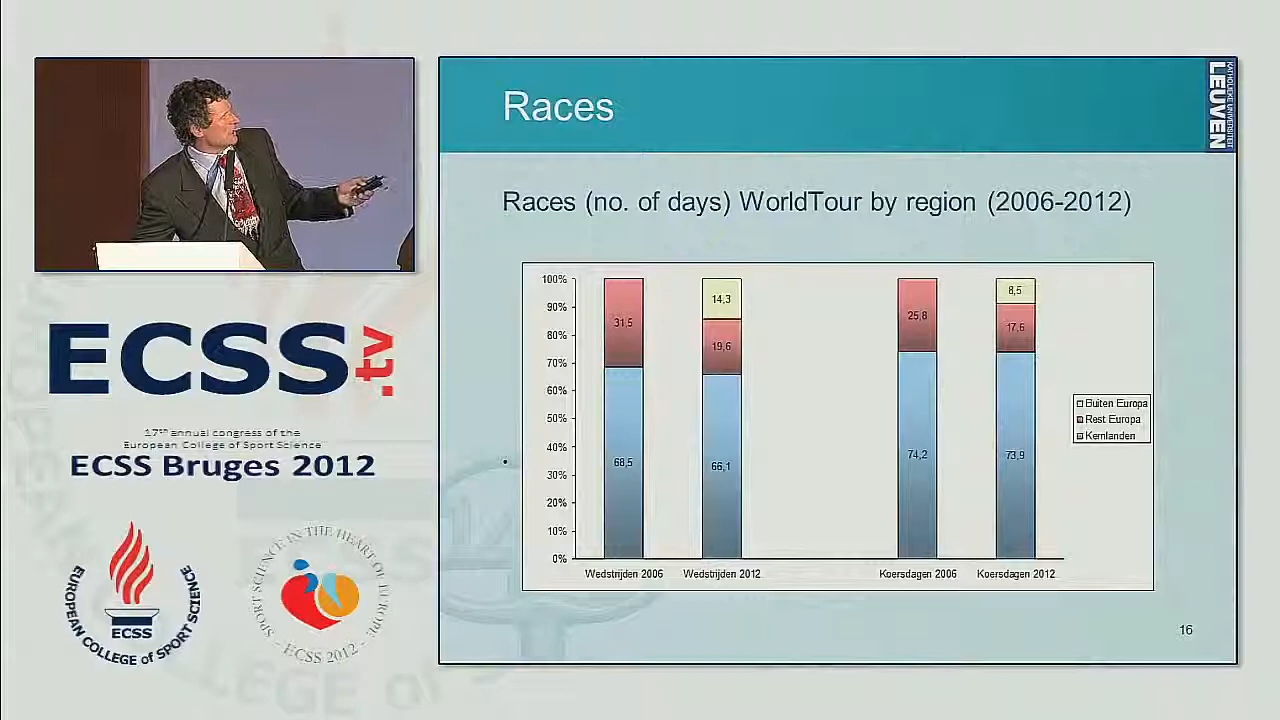 Races
KATHOLIEKE UNIVERSITEIT
LEUVEN
Races (no. of days) WorldTour by region (2006-2012)
100%
90%
80%
70%
60%
50%
40%
30%
20%
10%
0%
31,5
68,5
14,3
19,6
66,1
25,8
74,2
8,5
17,6
73,9
Wedstrijden 2006
Wedstrijden 2012
Koersdagen 2006
Koersdagen 2012
Buiten Europa
Rest Europa
Kernlanden
16
ECSS.tv
17th annual congress of the
European College of Sport Science
ECSS Bruges 2012
EUROPEAN COLLEGE of SPORT SCIENCE
ECSS
SPORT SCIENCE IN THE HEART OF EUROPE
- ECSS 2012 -